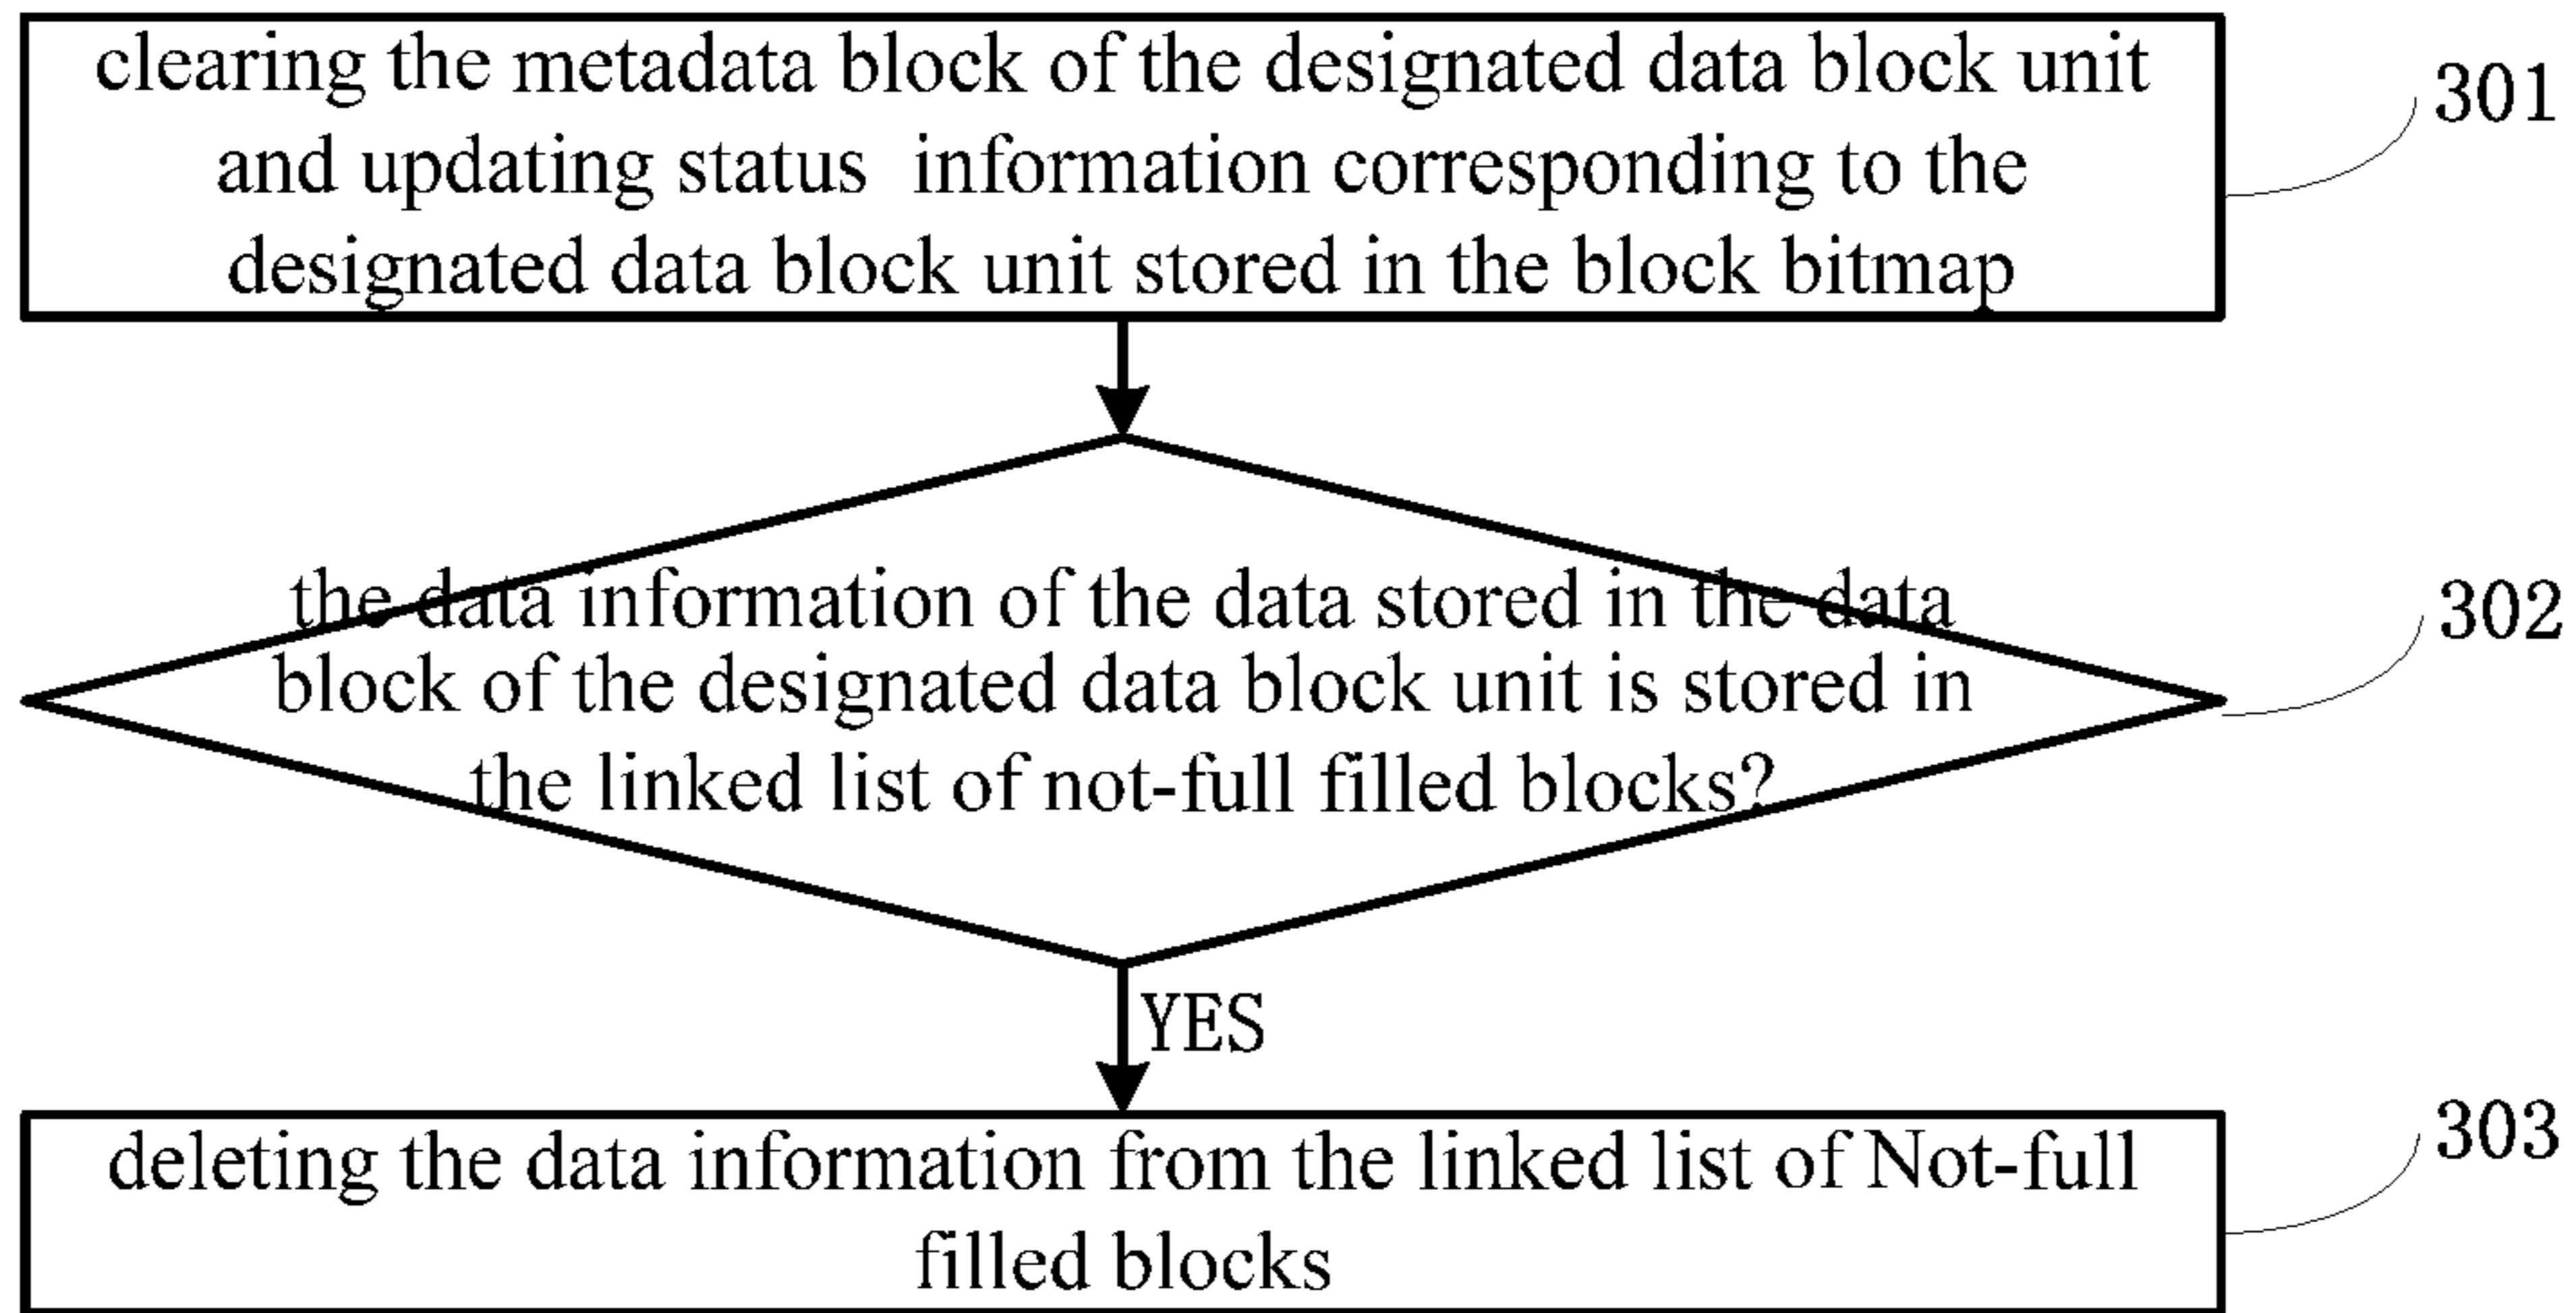 clearing the metadata block of the designated data block unit
and updating status information corresponding to the
designated data block unit stored in the block bitmap
301
the data information of the data stored in the data
block of the designated data block unit is stored in
the linked list of not-full filled blocks?
302
YES
deleting the data information from the linked list of Not-full
filled blocks
303